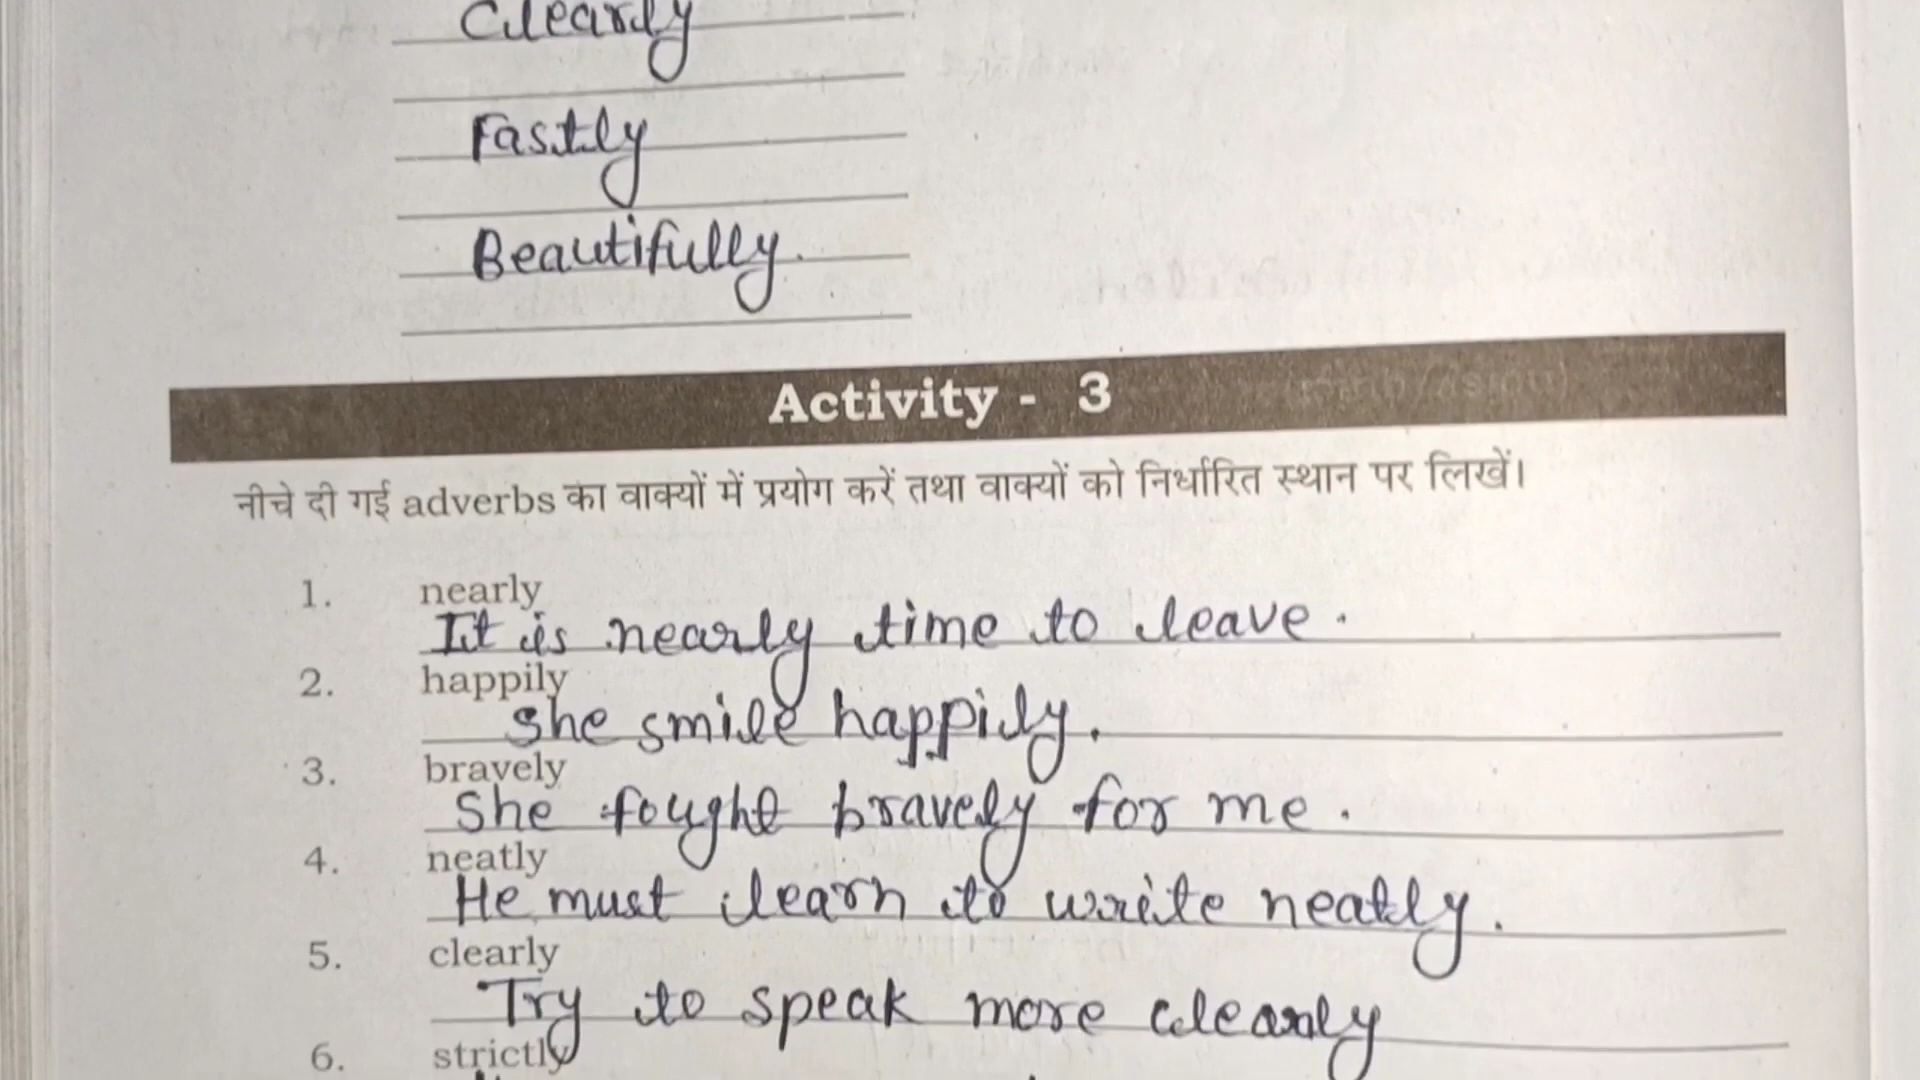 Clearly
Fastly
Beautifully.
Activity - 3
नीचे दी गई adverbs का वाक्यों में प्रयोग करें तथा वाक्यों को निर्धारित स्थान पर लिखें।
1. nearly
It is nearly time to leave.
2. happily
She smile happily.
3. bravely
She fought bravely for me.
4. neatly
He must learn to write neatly.
5. clearly
Try to speak more clearly
6. strictly